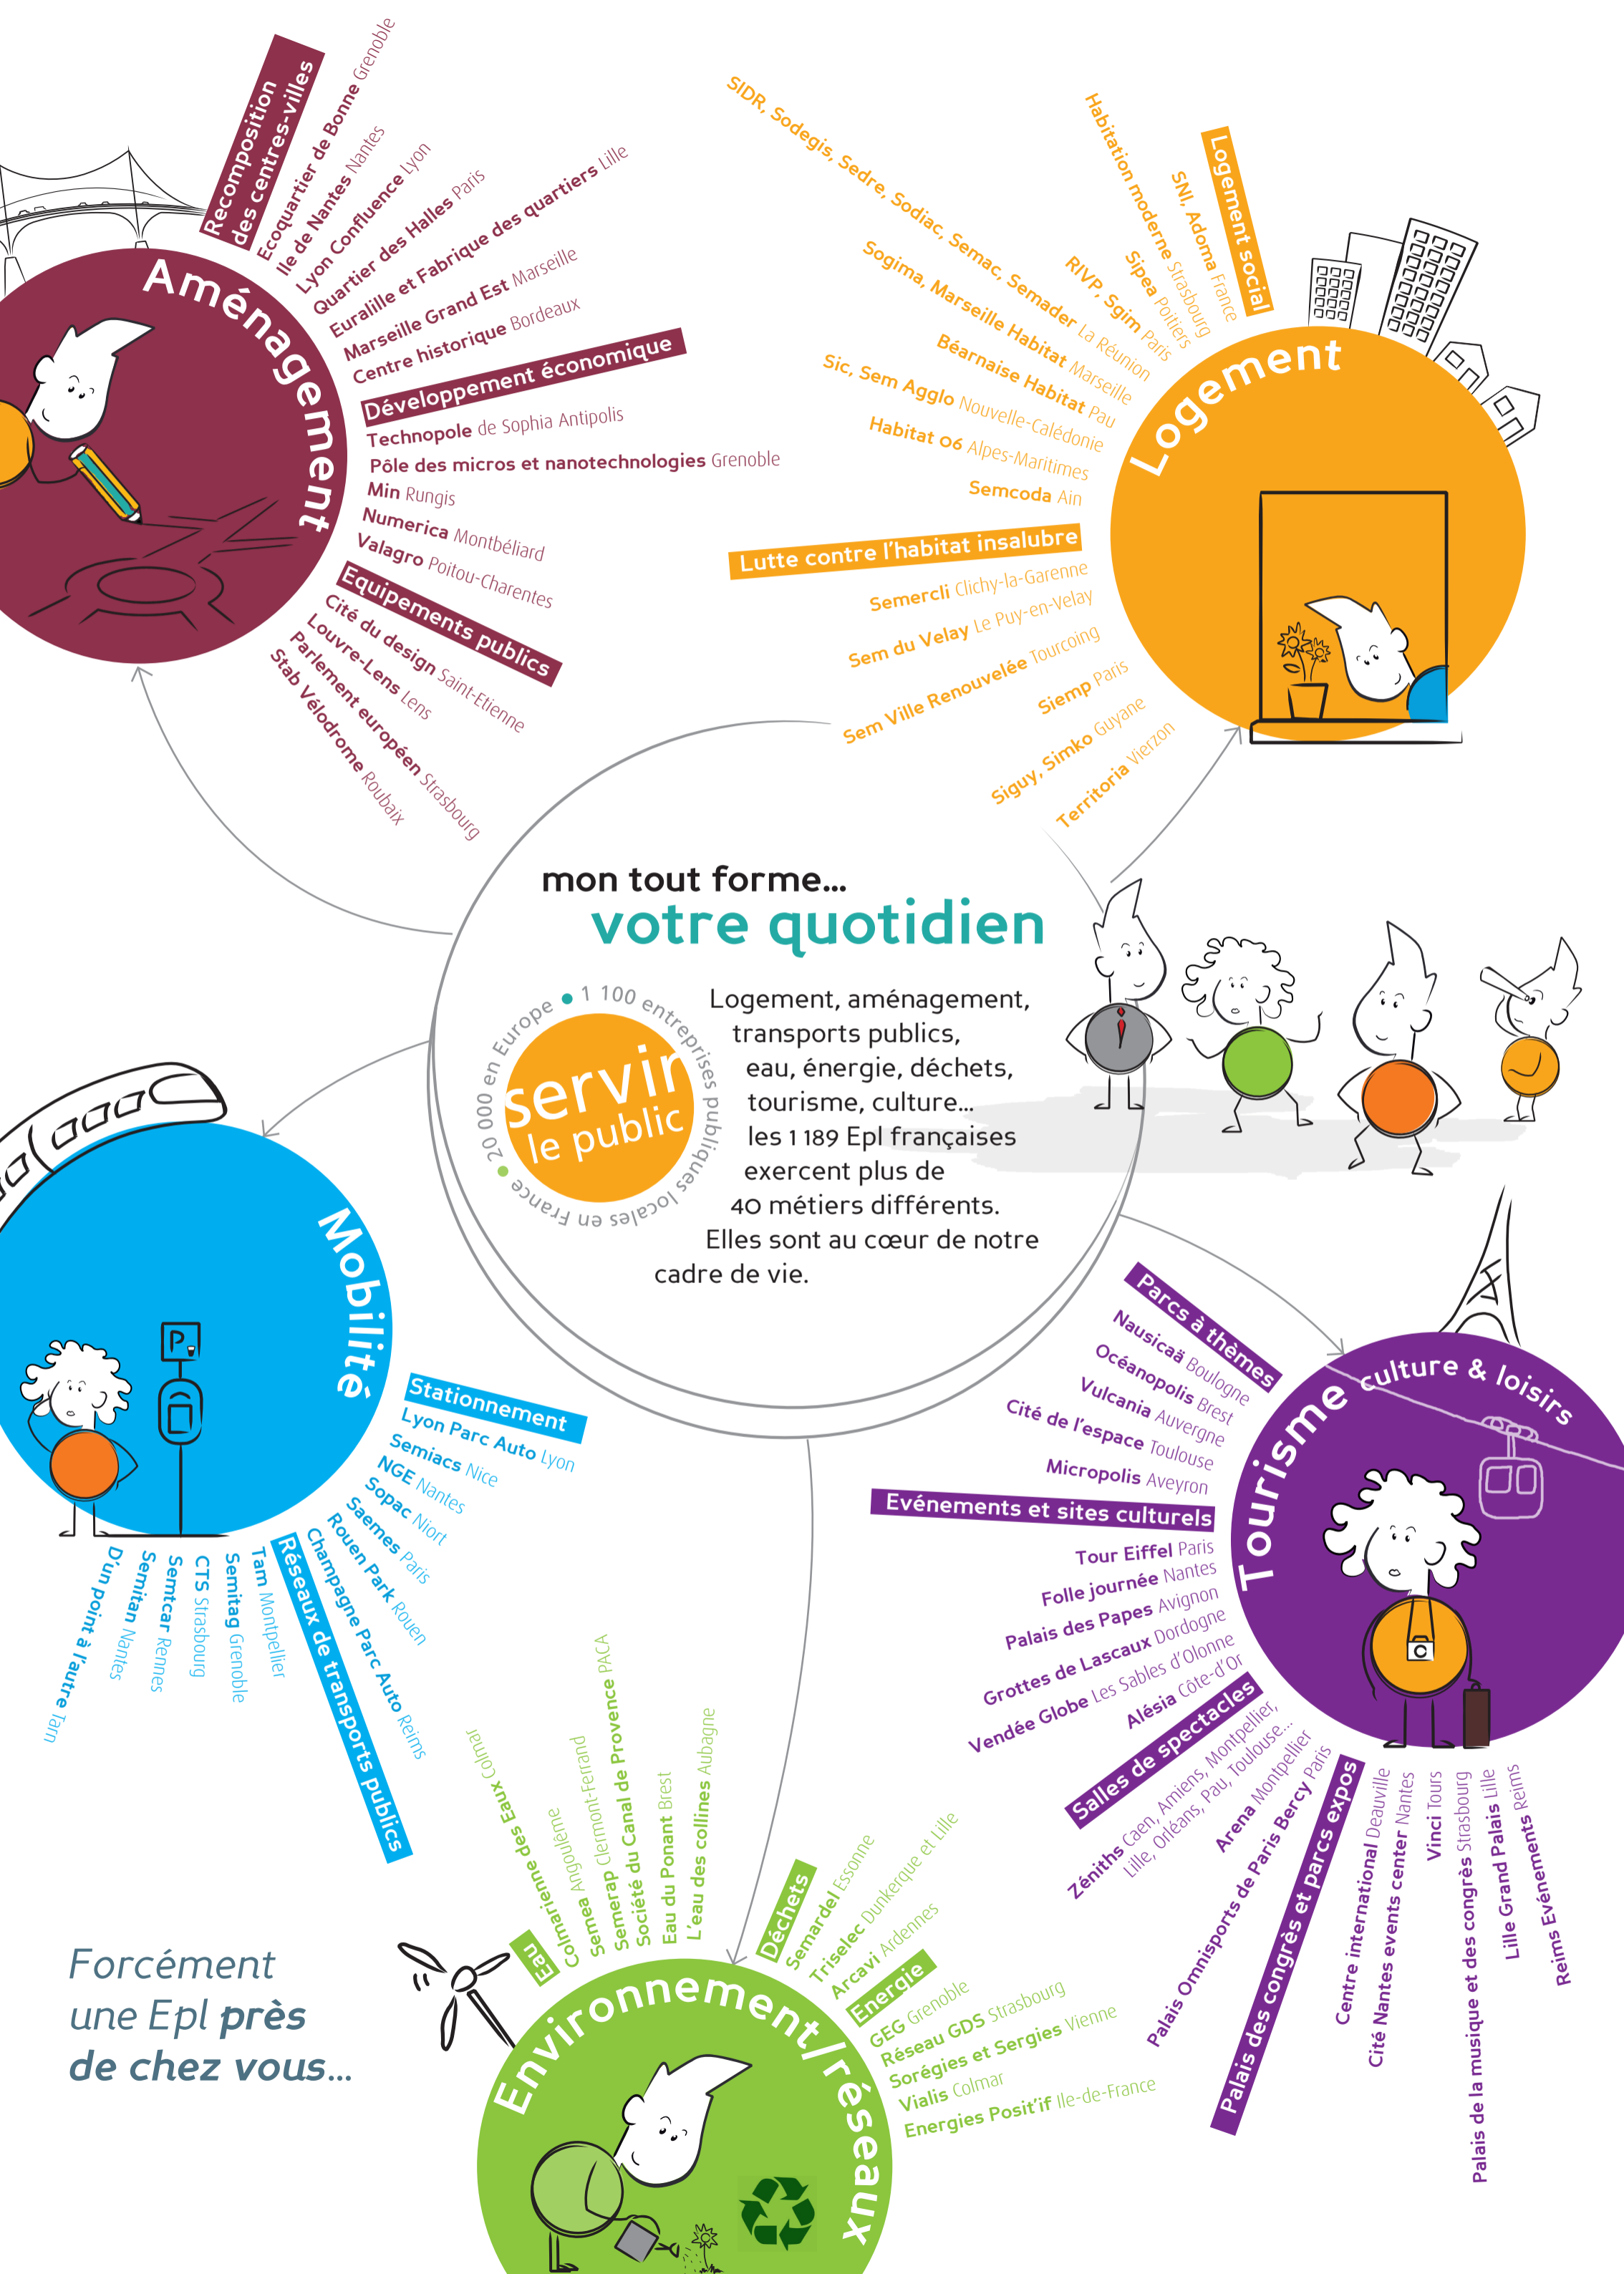 Aménagement
Recomposition
des centres-villes
Ecoquartier de Bonne Grenoble
Ile de Nantes Nantes
Lyon Confluence Lyon
Quartier des Halles Paris
Euralille et Fabrique des quartiers Lille
Marseille Grand Est Marseille
Centre historique Bordeaux
Développement économique
Technopole de Sophia Antipolis
Pôle des micros et nanotechnologies Grenoble
Min Rungis
Numerica Montbéliard
Valagro Poitou-Charentes
Equipements publics
Cité du design Saint-Etienne
Louvre-Lens Lens
Parlement européen Strasbourg
Stab Vélodrome Roubaix
Logement
Logement social
SNI, Adoma France
Habitation moderne Strasbourg
Sipea Poitiers
RIVP, Sgim Paris
SIDR, Sodegis, Sedre, Sodiac, Semac, Semader La Réunion
Sogima, Marseille Habitat Marseille
Béarnaise Habitat Pau
Sic, Sem Agglo Nouvelle-Calédonie
Habitat 06 Alpes-Maritimes
Semcoda Ain
Lutte contre l'habitat insalubre
Semercli Clichy-la-Garenne
Sem du Velay Le Puy-en-Velay
Sem Ville Renouvelée Tourcoing
Siemp Paris
Siguy, Simko Guyane
Territoria Vierzon
mon tout forme...
votre quotidien
1 100 entreprises publiques locales en France • 20 000 en Europe •
servir
le public
Logement, aménagement,
transports publics,
eau, énergie, déchets,
tourisme, culture...
les 1 189 Epl françaises
exercent plus de
40 métiers différents.
Elles sont au cœur de notre
cadre de vie.
Mobilité
P
Stationnement
Lyon Parc Auto Lyon
Semiacs Nice
NGE Nantes
Sopac Niort
Saemes Paris
Rouen Park Rouen
Champagne Parc Auto Reims
Réseaux de transports publics
Tam Montpellier
Semitag Grenoble
CTS Strasbourg
Semtcar Rennes
Semitan Nantes
D'un point à l'autre Tarn
Tourisme culture & loisirs
Parcs à thèmes
Nausicaä Boulogne
Océanopolis Brest
Vulcania Auvergne
Cité de l'espace Toulouse
Micropolis Aveyron
Evénements et sites culturels
Tour Eiffel Paris
Folle journée Nantes
Palais des Papes Avignon
Grottes de Lascaux Dordogne
Vendée Globe Les Sables d'Olonne
Alésia Côte-d'Or
Salles de spectacles
Zéniths Caen, Amiens, Montpellier,
Lille, Orléans, Pau, Toulouse...
Arena Montpellier
Palais Omnisports de Paris Bercy Paris
Palais des congrès et parcs expos
Centre international Deauville
Cité Nantes events center Nantes
Vinci Tours
Palais de la musique et des congrès Strasbourg
Lille Grand Palais Lille
Reims Evénements Reims
Environnement/réseaux
Eau
Colmarienne des Eaux Colmar
Semea Angoulême
Semerap Clermont-Ferrand
Société du Canal de Provence PACA
Eau du Ponant Brest
L'eau des collines Aubagne
Déchets
Semardel Essonne
Triselec Dunkerque et Lille
Arcavi Ardennes
Energie
GEG Grenoble
Réseau GDS Strasbourg
Sorégies et Sergies Vienne
Vialis Colmar
Energies Posit'if Ile-de-France
Forcément
une Epl près
de chez vous...